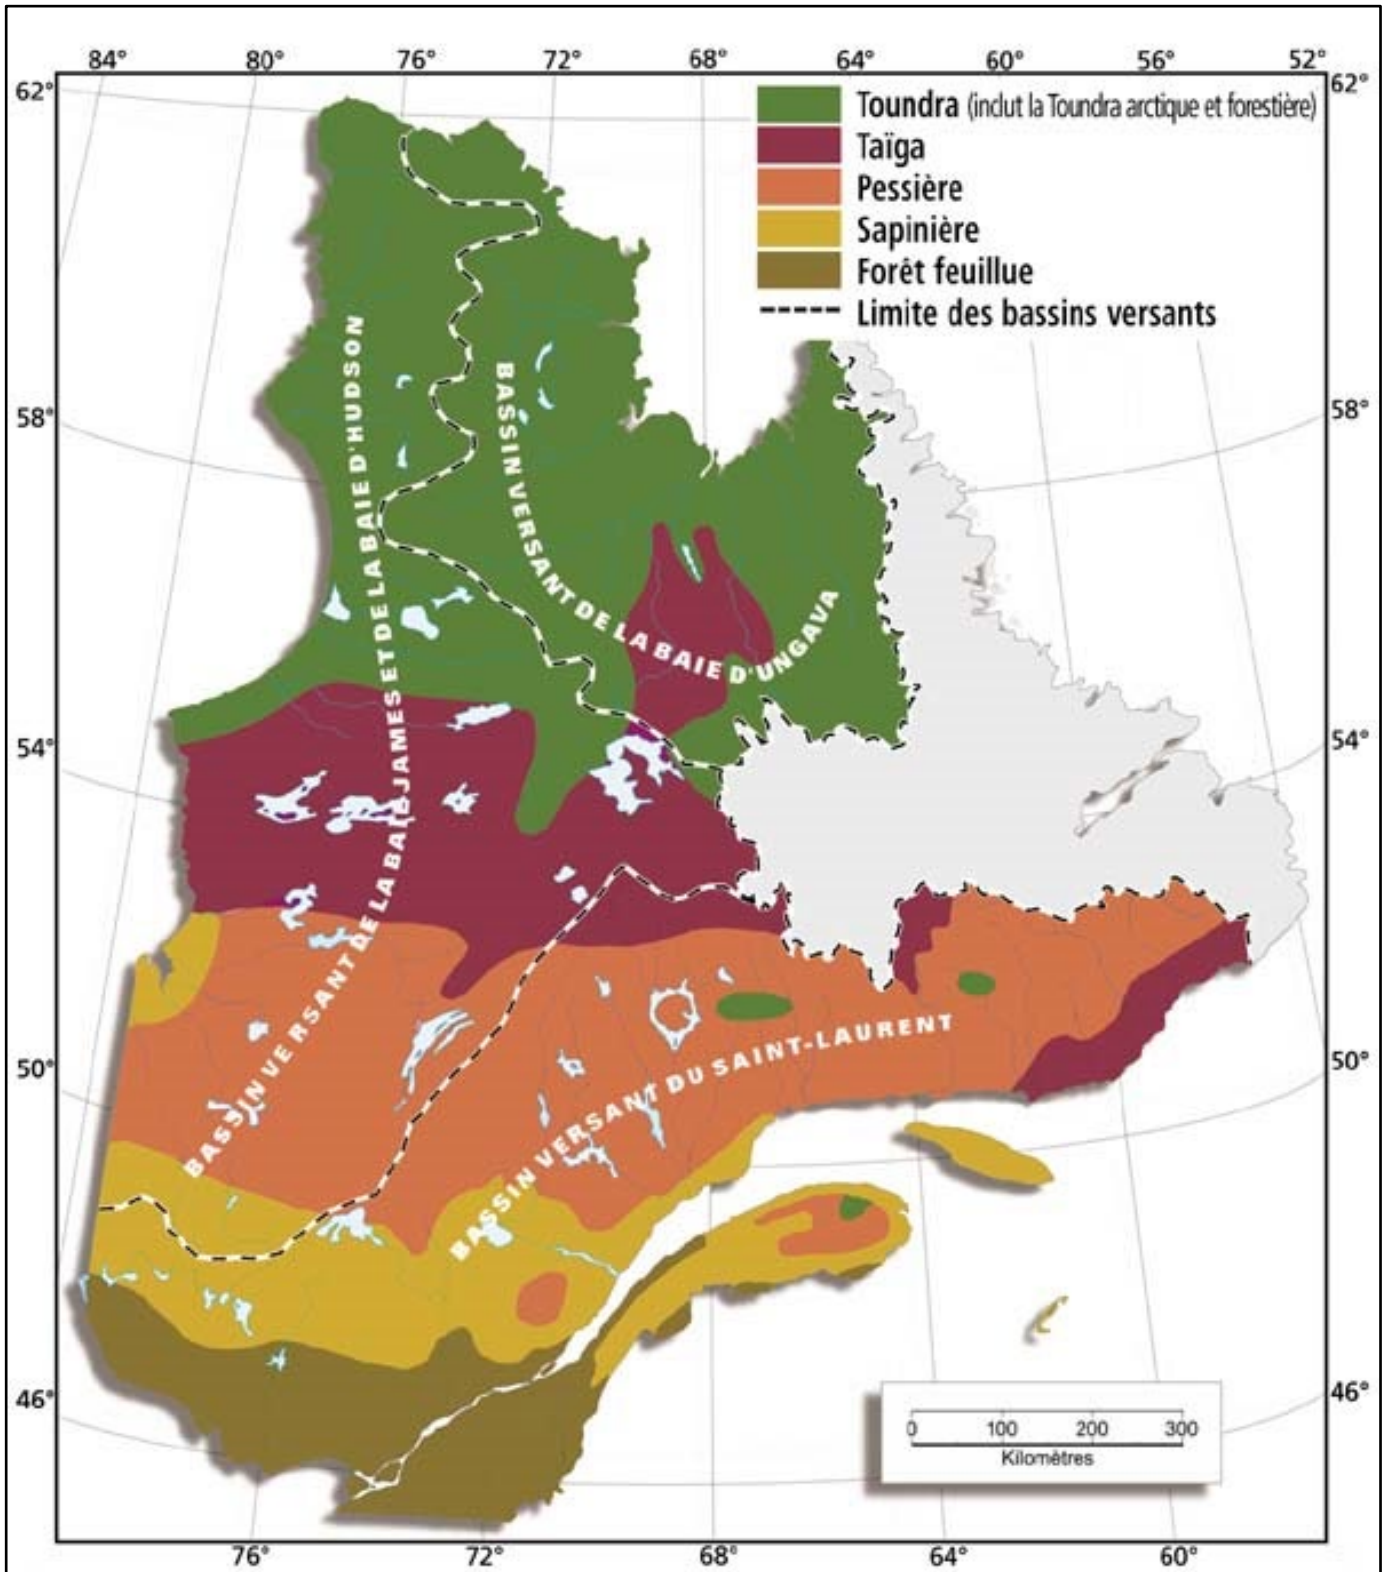 84° 80° 76° 72° 68° 64° 60° 56° 52°
62° 62°
Toundra (inclut la Toundra arctique et forestière)
Taïga
Pessière
Sapinière
Forêt feuillue
Limite des bassins versants
BASSIN VERSANT DE LA BAIE JAMES ET DE LA BAIE D'HUDSON
BASSIN VERSANT DE LA BAIE D'UNGAVA
58° 58°
54° 54°
BASSIN VERSANT DU SAINT-LAURENT
50° 50°
46° 46°
0 100 200 300
Kilomètres
76° 72° 68° 64° 60°